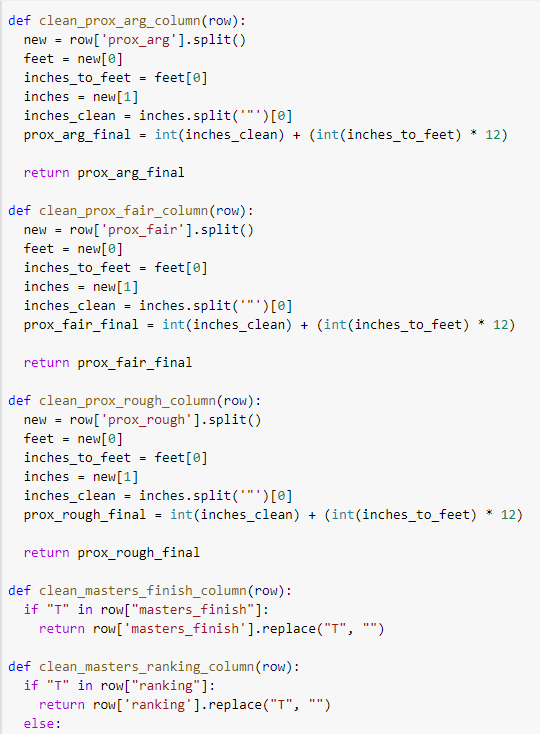 def clean_prox_arg_column(row):
  new = row['prox_arg'].split()
  feet = new[0]
  inches_to_feet = feet[0]
  inches = new[1]
  inches_clean = inches.split('"')[0]
  prox_arg_final = int(inches_clean) + (int(inches_to_feet) * 12)

  return prox_arg_final

def clean_prox_fair_column(row):
  new = row['prox_fair'].split()
  feet = new[0]
  inches_to_feet = feet[0]
  inches = new[1]
  inches_clean = inches.split('"')[0]
  prox_fair_final = int(inches_clean) + (int(inches_to_feet) * 12)

  return prox_fair_final

def clean_prox_rough_column(row):
  new = row['prox_rough'].split()
  feet = new[0]
  inches_to_feet = feet[0]
  inches = new[1]
  inches_clean = inches.split('"')[0]
  prox_rough_final = int(inches_clean) + (int(inches_to_feet) * 12)

  return prox_rough_final

def clean_masters_finish_column(row):
  if "T" in row["masters_finish"]:
    return row['masters_finish'].replace("T", "")

def clean_masters_ranking_column(row):
  if "T" in row["ranking"]:
    return row['ranking'].replace("T", "")
  else: